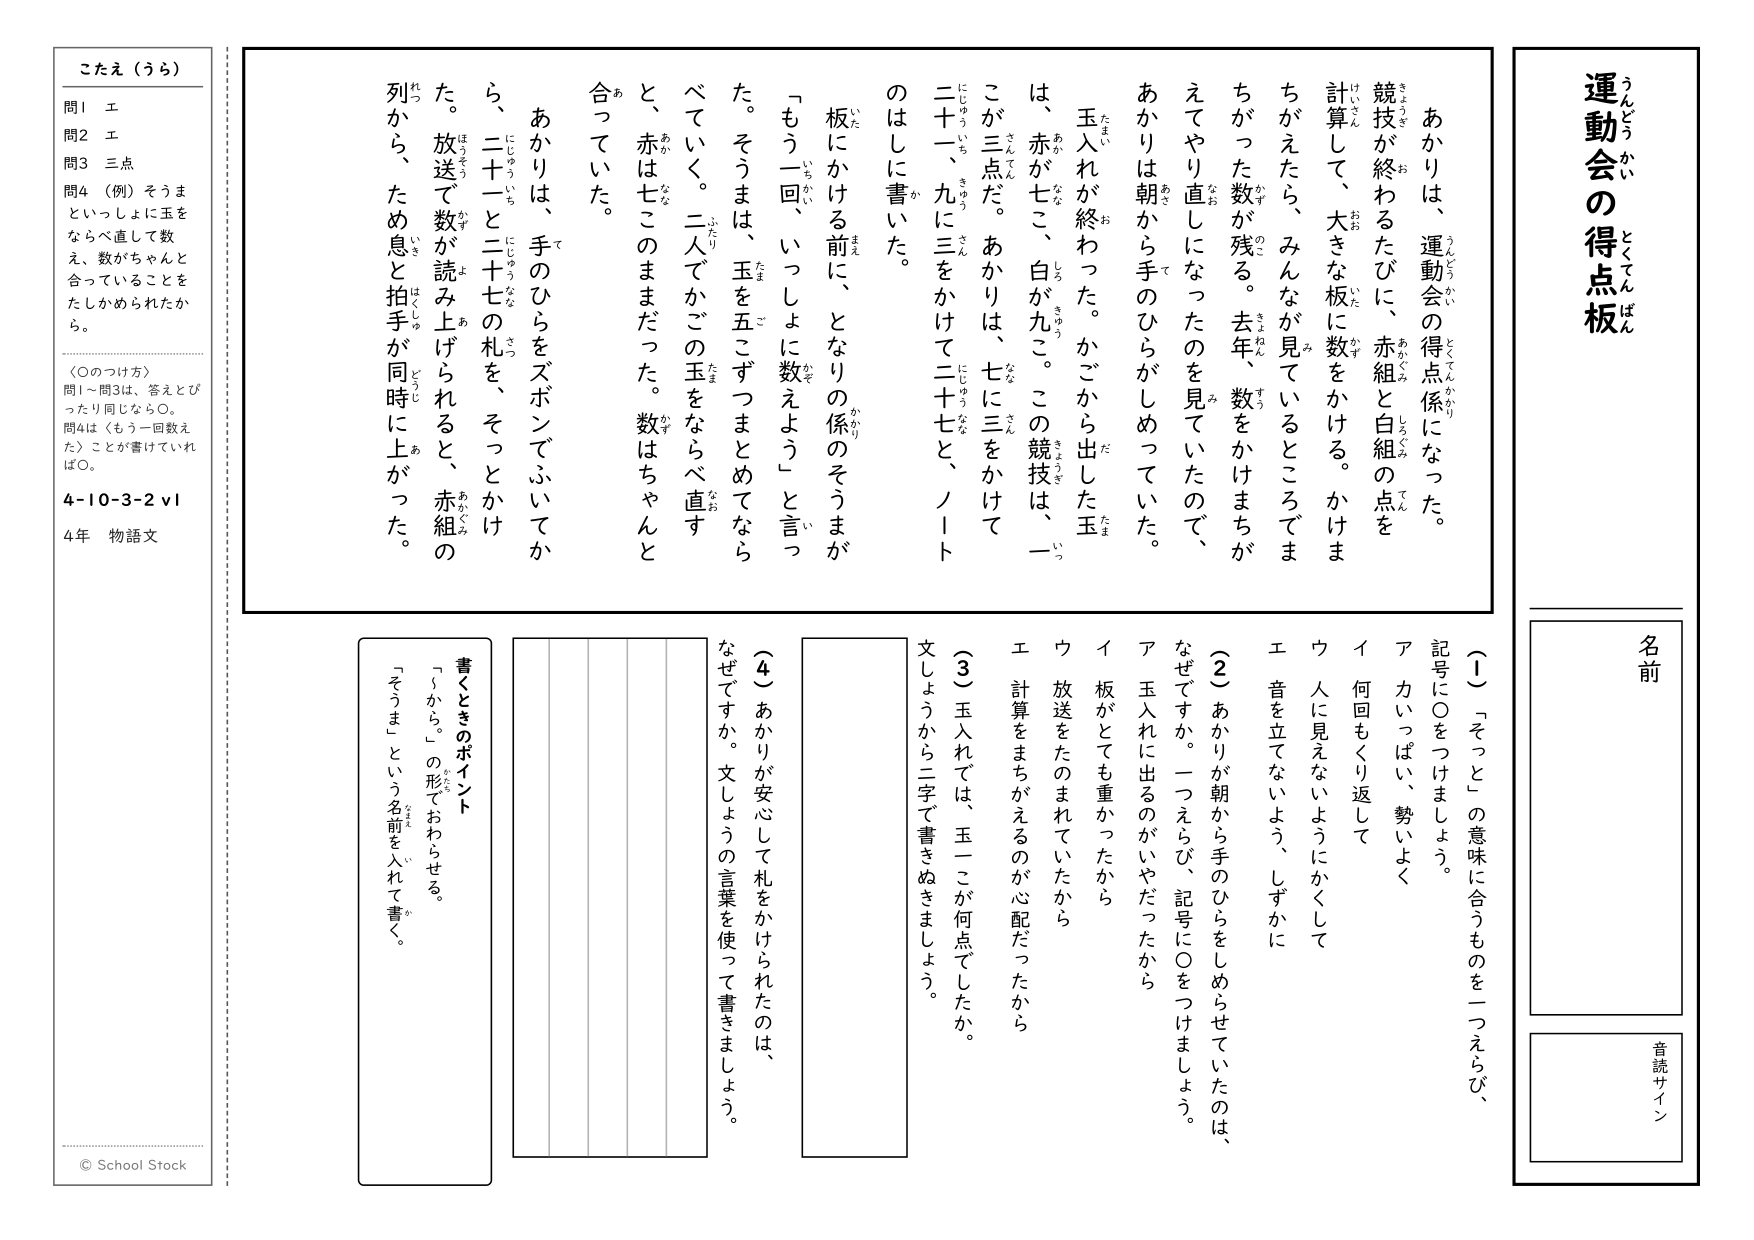 運動会の得点板
うんどうかい とくてんばん
名前
音読サイン
あかりは、運動会の得点係になった。
競技が終わるたびに、赤組と白組の点を
計算して、大きな板に数をかける。かけま
ちがえたら、みんなが見ているところでま
ちがった数が残る。去年、数をかけまちが
えてやり直しになったのを見ていたので、
あかりは朝から手のひらがしめっていた。
玉入れが終わった。かごから出した玉
は、赤が七こ、白が九こ。この競技は、一
こが三点だ。あかりは、七に三をかけて
二十一、九に三をかけて二十七と、ノート
のはしに書いた。
板にかける前に、となりの係のそうまが
「もう一回、いっしょに数えよう」と言っ
た。そうまは、玉を五こずつまとめてなら
べていく。二人でかごの玉をならべ直す
と、赤は七このままだった。数はちゃんと
合っていた。
あかりは、手のひらをズボンでふいてか
ら、二十一と二十七の札を、そっとかけ
た。放送で数が読み上げられると、赤組の
列から、ため息と拍手が同時に上がった。
(1)「そっと」の意味に合うものを一つえらび、
記号に〇をつけましょう。
ア 力いっぱい、勢いよく
イ 何回もくり返して
ウ 人に見えないようにかくして
エ 音を立てないよう、しずかに
(2) あかりが朝から手のひらをしめらせていたのは、
なぜですか。一つえらび、記号に〇をつけましょう。
ア 玉入れに出るのがいやだったから
イ 板がとても重かったから
ウ 放送をたのまれていたから
エ 計算をまちがえるのが心配だったから
(3) 玉入れでは、玉一こが何点でしたか。
文しょうから二字で書きぬきましょう。
(4) あかりが安心して札をかけられたのは、
なぜですか。文しょうの言葉を使って書きましょう。
書くときのポイント
「〜から。」の形でおわらせる。
「そうま」という名前を入れて書く。
こたえ（うら）
問1 エ
問2 エ
問3 三点
問4 （例）そうま
といっしょに玉を
ならべ直して数
え、数がちゃんと
合っていることを
たしかめられたか
ら。
〈〇のつけ方〉
問1〜問3は、答えとぴ
ったり同じなら〇。
問4は〈もう一回数え
た〉ことが書けていれ
ば〇。
4-10-3-2 v1
4年 物語文
© School Stock